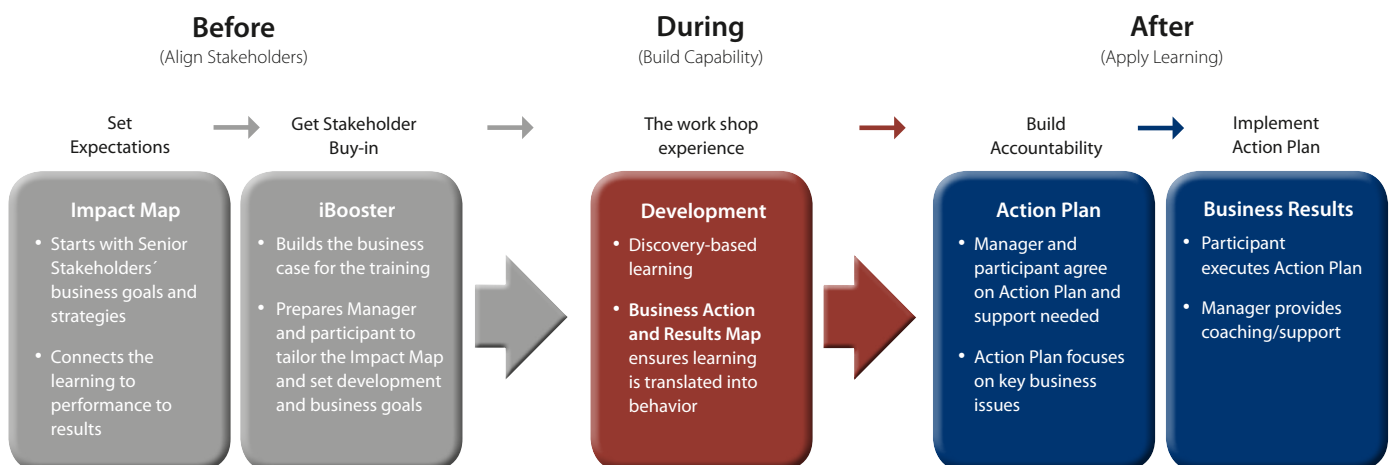 Before
(Align Stakeholders)
During
(Build Capability)
After
(Apply Learning)
Set
Expectations
Get Stakeholder
Buy-in
The work shop
experience
Build
Accountability
Implement
Action Plan
Impact Map
• Starts with Senior
Stakeholders´
business goals and
strategies
• Connects the
learning to
performance to
results
iBooster
• Builds the business
case for the training
• Prepares Manager
and participant to
tailor the Impact Map
and set development
and business goals
Development
• Discovery-based
learning
• Business Action
and Results Map
ensures learning
is translated into
behavior
Action Plan
• Manager and
participant agree
on Action Plan and
support needed
• Action Plan focuses
on key business
issues
Business Results
• Participant
executes Action Plan
• Manager provides
coaching/support